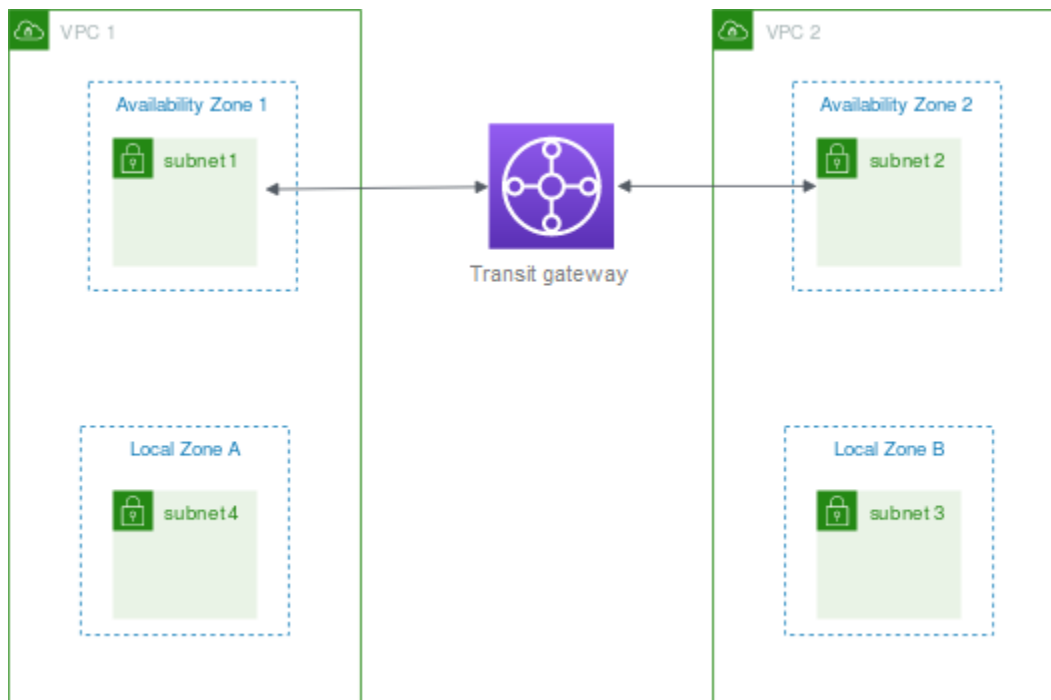 VPC 1
VPC 2
Availability Zone 1
Availability Zone 2
subnet 1
subnet 2
Transit gateway
Local Zone A
Local Zone B
subnet 4
subnet 3